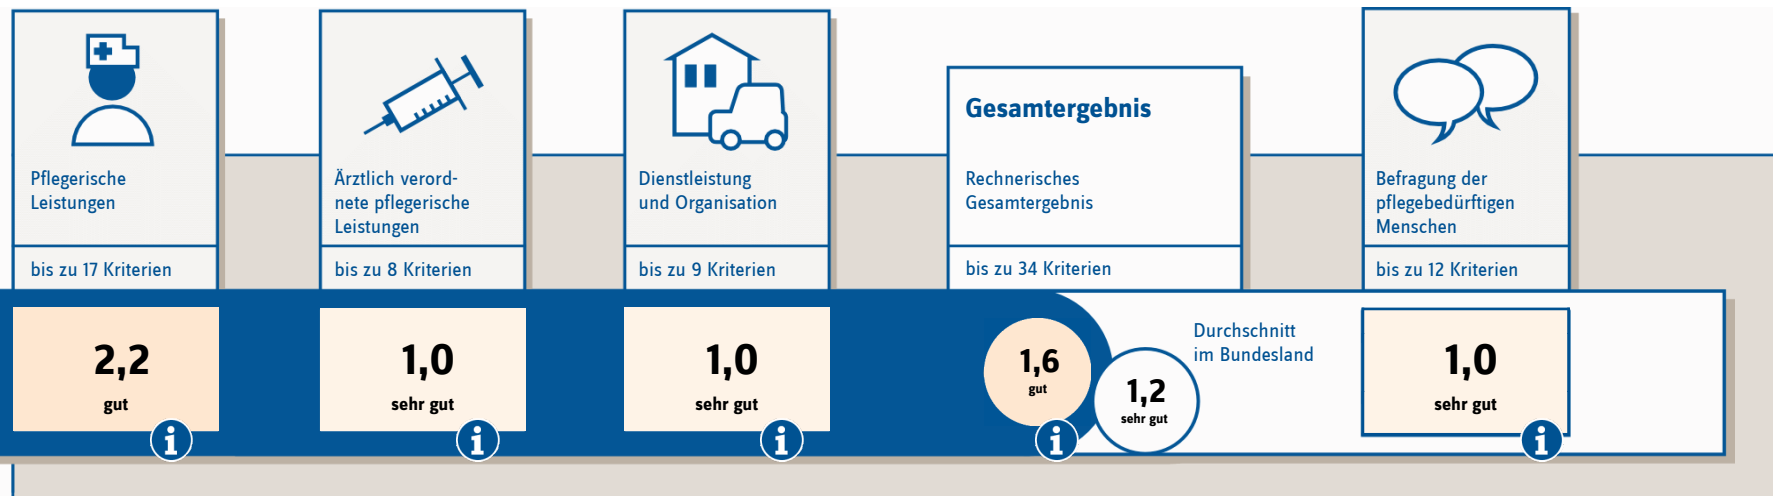 Pflegerische
Leistungen
bis zu 17 Kriterien
2,2
gut
i
Ärztlich verord-
nete pflegerische
Leistungen
bis zu 8 Kriterien
1,0
sehr gut
i
Dienstleistung
und Organisation
bis zu 9 Kriterien
1,0
sehr gut
i
Gesamtergebnis
Rechnerisches
Gesamtergebnis
bis zu 34 Kriterien
1,6
gut
i
1,2
sehr gut
Durchschnitt
im Bundesland
Befragung der
pflegebedürftigen
Menschen
bis zu 12 Kriterien
1,0
sehr gut
i